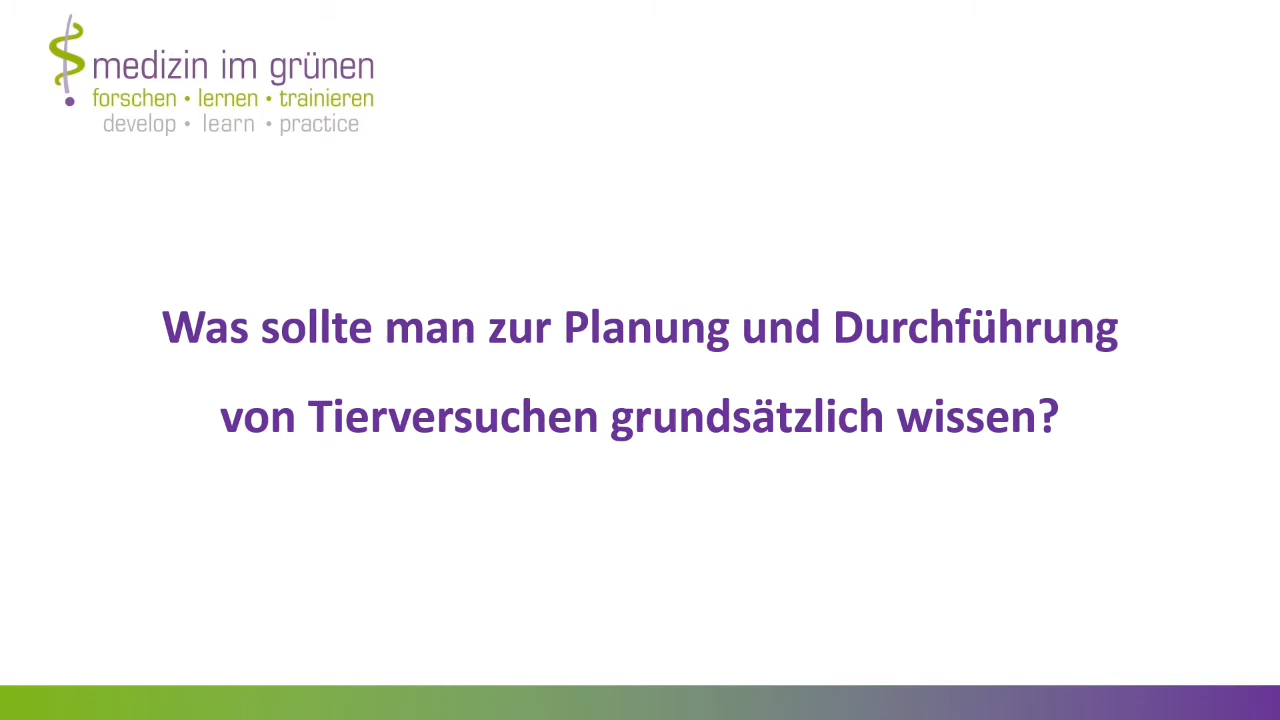 medizin im grünen
forschen • lernen • trainieren
develop • learn • practice
Was sollte man zur Planung und Durchführung
von Tierversuchen grundsätzlich wissen?